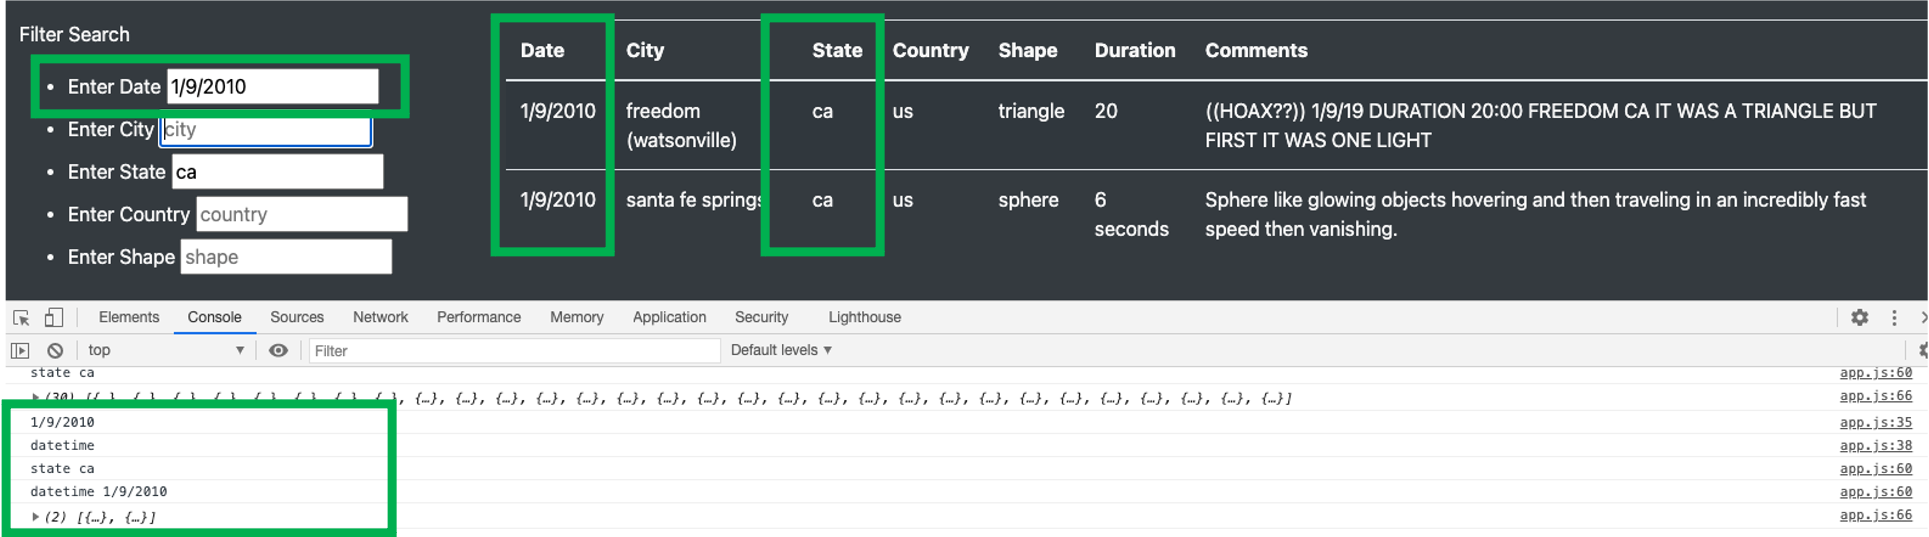 Filter Search
Enter Date 1/9/2010
Enter City city
Enter State ca
Enter Country country
Enter Shape shape
Date City State Country Shape Duration Comments
1/9/2010 freedom (watsonville) ca us triangle 20 ((HOAX??)) 1/9/19 DURATION 20:00 FREEDOM CA IT WAS A TRIANGLE BUT
FIRST IT WAS ONE LIGHT
1/9/2010 santa fe springs ca us sphere 6 seconds Sphere like glowing objects hovering and then traveling in an incredibly fast
speed then vanishing.
Elements Console Sources Network Performance Memory Application Security Lighthouse
top Filter Default levels
state ca app.js:60
(30) [{…}, {…}, {…}, {…}, {…}, {…}, {…}, {…}, {…}, {…}, {…}, {…}, {…}, {…}, {…}, {…}, {…}, {…}, {…}, {…}, {…}, {…}, {…}, {…}, {…}, {…}, {…}, {…}, {…}, {…}] app.js:66
1/9/2010 app.js:35
datetime app.js:38
state ca app.js:60
datetime 1/9/2010 app.js:60
(2) [{…}, {…}] app.js:66